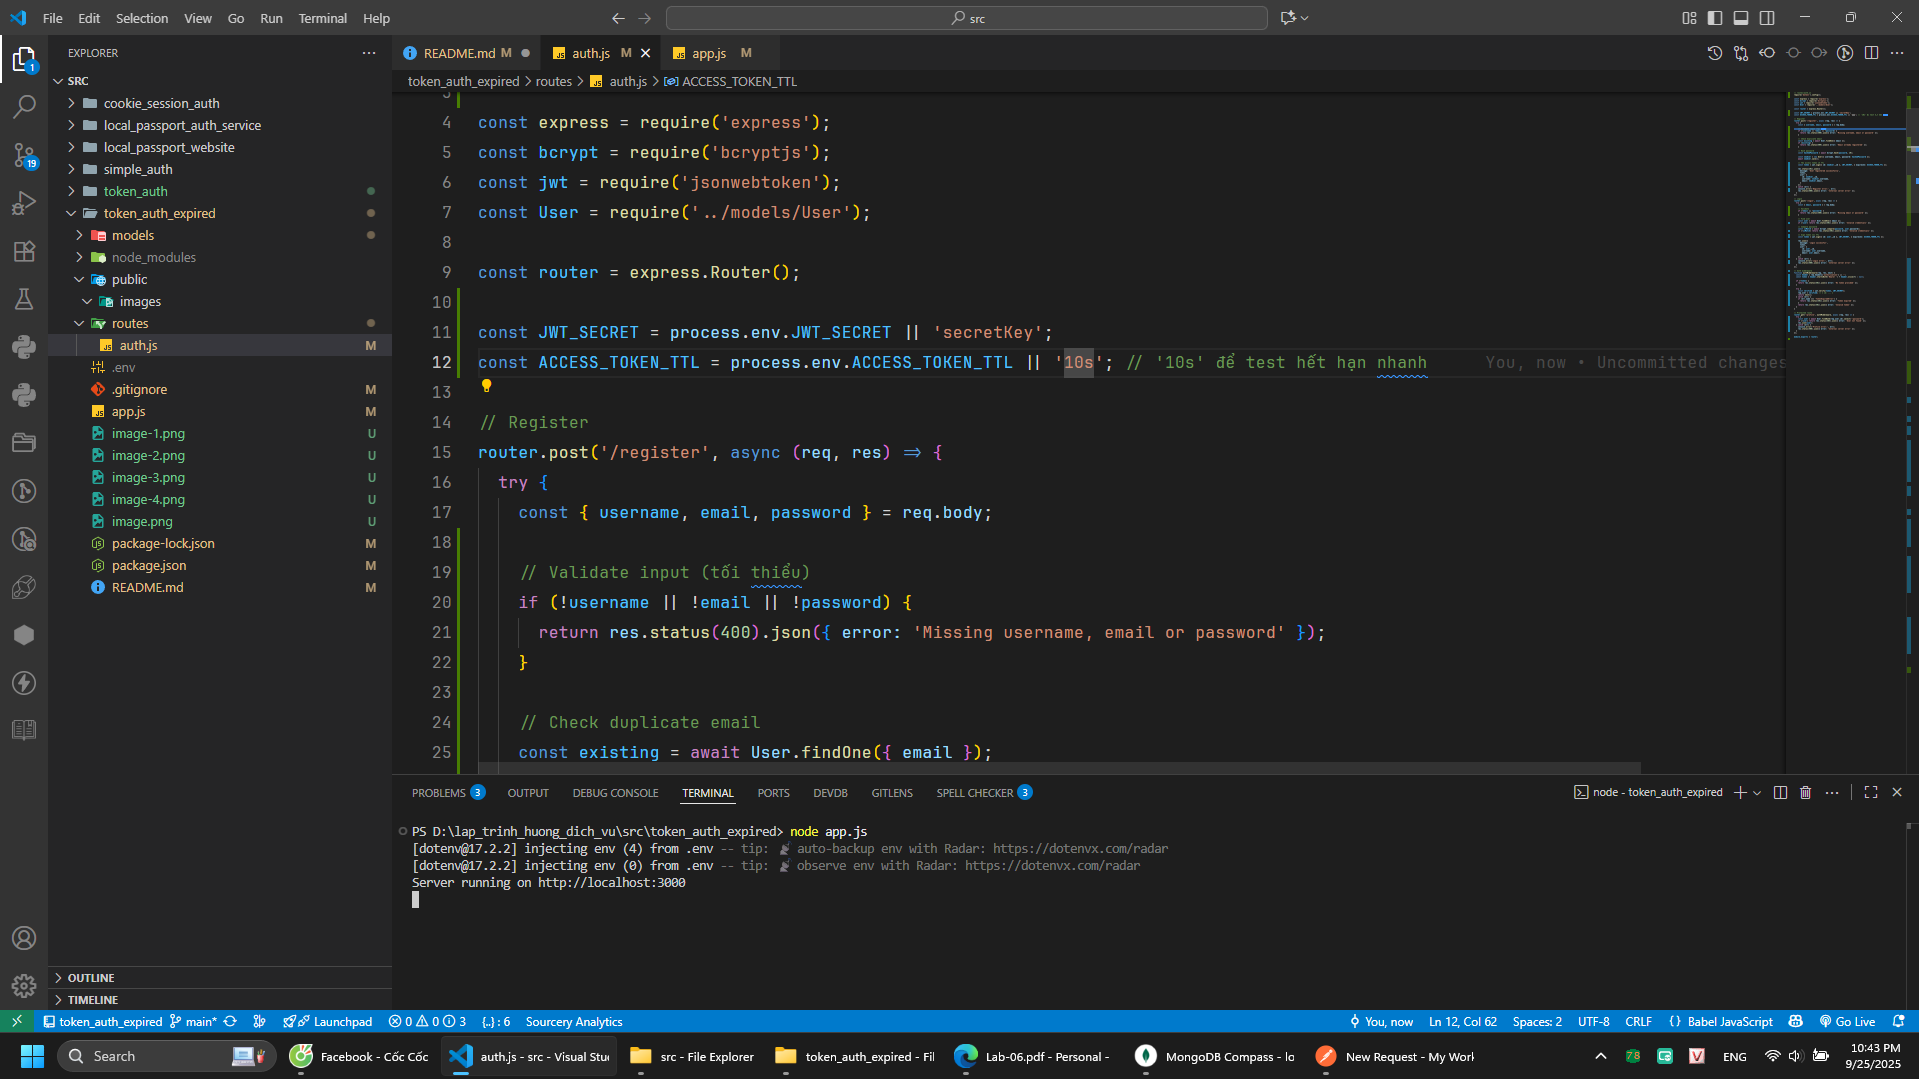 File Edit Selection View Go Run Terminal Help
src
EXPLORER
SRC
cookie_session_auth
local_passport_auth_service
local_passport_website
simple_auth
token_auth
token_auth_expired
models
node_modules
public
images
routes
auth.js M
.env
.gitignore M
app.js M
image-1.png U
image-2.png U
image-3.png U
image-4.png U
image.png U
package-lock.json M
package.json M
README.md M
OUTLINE
TIMELINE
1
19
README.md M
auth.js M
app.js M
token_auth_expired > routes > auth.js > ACCESS_TOKEN_TTL
3
4 const express = require('express');
5 const bcrypt = require('bcryptjs');
6 const jwt = require('jsonwebtoken');
7 const User = require('../models/User');
8
9 const router = express.Router();
10
11 const JWT_SECRET = process.env.JWT_SECRET || 'secretKey';
12 const ACCESS_TOKEN_TTL = process.env.ACCESS_TOKEN_TTL || '10s'; // '10s' để test hết hạn nhanh You, now • Uncommitted changes
13
14 // Register
15 router.post('/register', async (req, res) => {
16 try {
17 const { username, email, password } = req.body;
18
19 // Validate input (tối thiểu)
20 if (!username || !email || !password) {
21 return res.status(400).json({ error: 'Missing username, email or password' });
22 }
23
24 // Check duplicate email
25 const existing = await User.findOne({ email });
PROBLEMS 3 OUTPUT DEBUG CONSOLE TERMINAL PORTS DEVDB GITLENS SPELL CHECKER 3
node - token_auth_expired
PS D:\lap_trinh_huong_dich_vu\src\token_auth_expired> node app.js
[dotenv@17.2.2] injecting env (4) from .env -- tip: 📡 auto-backup env with Radar: https://dotenvx.com/radar
[dotenv@17.2.2] injecting env (0) from .env -- tip: 📡 observe env with Radar: https://dotenvx.com/radar
Server running on http://localhost:3000
token_auth_expired main* Launchpad 0 0 3 {..} : 6 Sourcery Analytics
You, now Ln 12, Col 62 Spaces: 2 UTF-8 CRLF {} Babel JavaScript Go Live
Search
Facebook - Cốc Cốc
auth.js - src - Visual Stu
src - File Explorer
token_auth_expired - Fil
Lab-06.pdf - Personal -
MongoDB Compass - lo
New Request - My Work
78
V
ENG
10:43 PM
9/25/2025